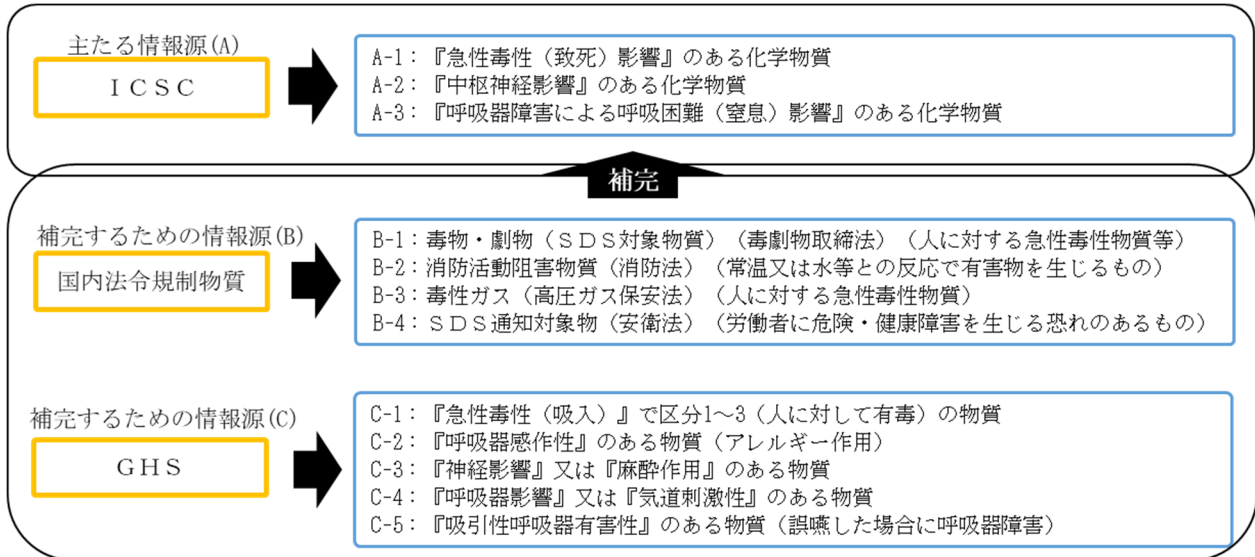 主たる情報源(A)
ＩＣＳＣ
A-1：『急性毒性（致死）影響』のある化学物質
A-2：『中枢神経影響』のある化学物質
A-3：『呼吸器障害による呼吸困難（窒息）影響』のある化学物質
補完
補完するための情報源(B)
国内法令規制物質
B-1：毒物・劇物（ＳＤＳ対象物質）（毒劇物取締法）（人に対する急性毒性物質等）
B-2：消防活動阻害物質（消防法）（常温又は水等との反応で有害物を生じるもの）
B-3：毒性ガス（高圧ガス保安法）（人に対する急性毒性物質）
B-4：ＳＤＳ通知対象物（安衛法）（労働者に危険・健康障害を生じる恐れのあるもの）
補完するための情報源(C)
ＧＨＳ
C-1：『急性毒性（吸入）』で区分1～3（人に対して有毒）の物質
C-2：『呼吸器感作性』のある物質（アレルギー作用）
C-3：『神経影響』又は『麻酔作用』のある物質
C-4：『呼吸器影響』又は『気道刺激性』のある物質
C-5：『吸引性呼吸器有害性』のある物質（誤嚥した場合に呼吸器障害）